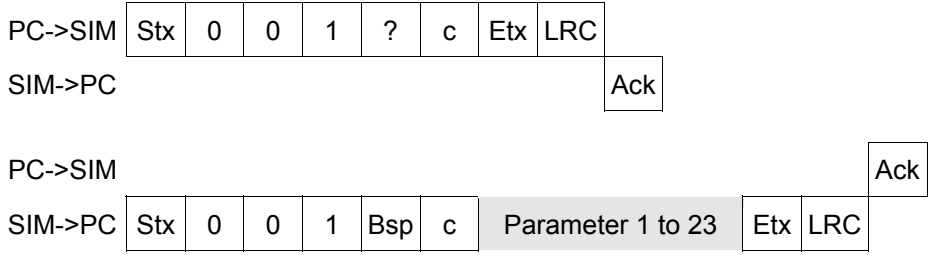 PC->SIM Stx 0 0 1 ? c Etx LRC
SIM->PC Ack
PC->SIM Ack
SIM->PC Stx 0 0 1 Bsp c Parameter 1 to 23 Etx LRC